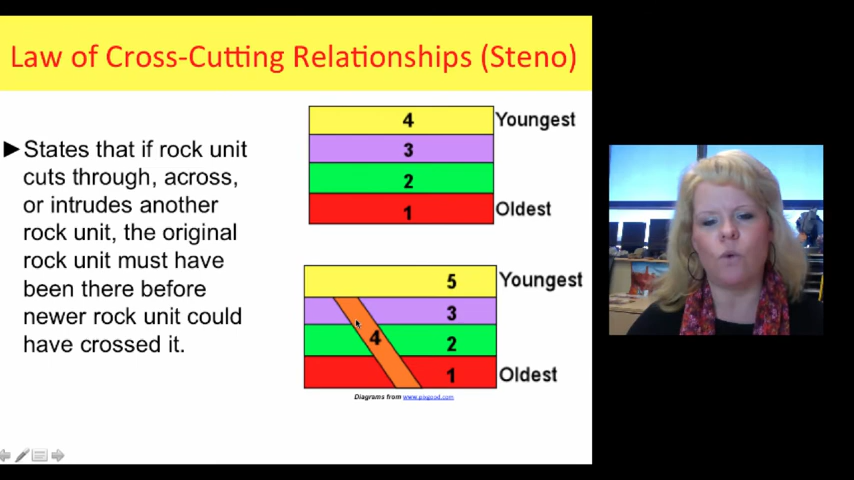 Law of Cross-Cutting Relationships (Steno)
►States that if rock unit
cuts through, across,
or intrudes another
rock unit, the original
rock unit must have
been there before
newer rock unit could
have crossed it.
4 Youngest
3
2
1 Oldest
5 Youngest
3
4 2
1 Oldest
Diagrams from www.pixgood.com